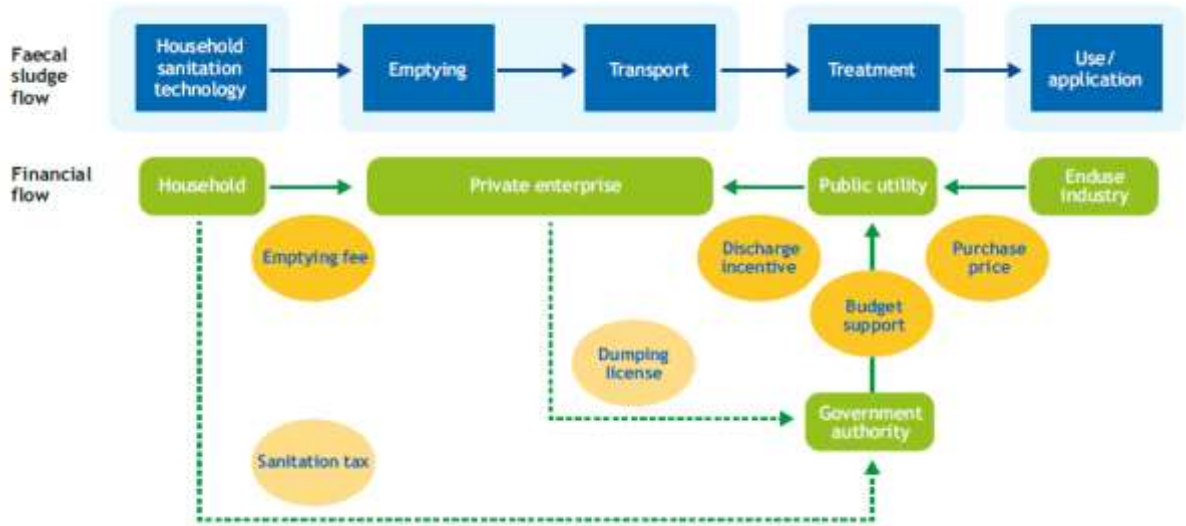 Faecal
sludge
flow
Household
sanitation
technology
Emptying
Transport
Treatment
Use/
application
Financial
flow
Household
Private enterprise
Public utility
Enduse
industry
Emptying fee
Discharge
incentive
Purchase
price
Budget
support
Dumping
license
Government
authority
Sanitation tax